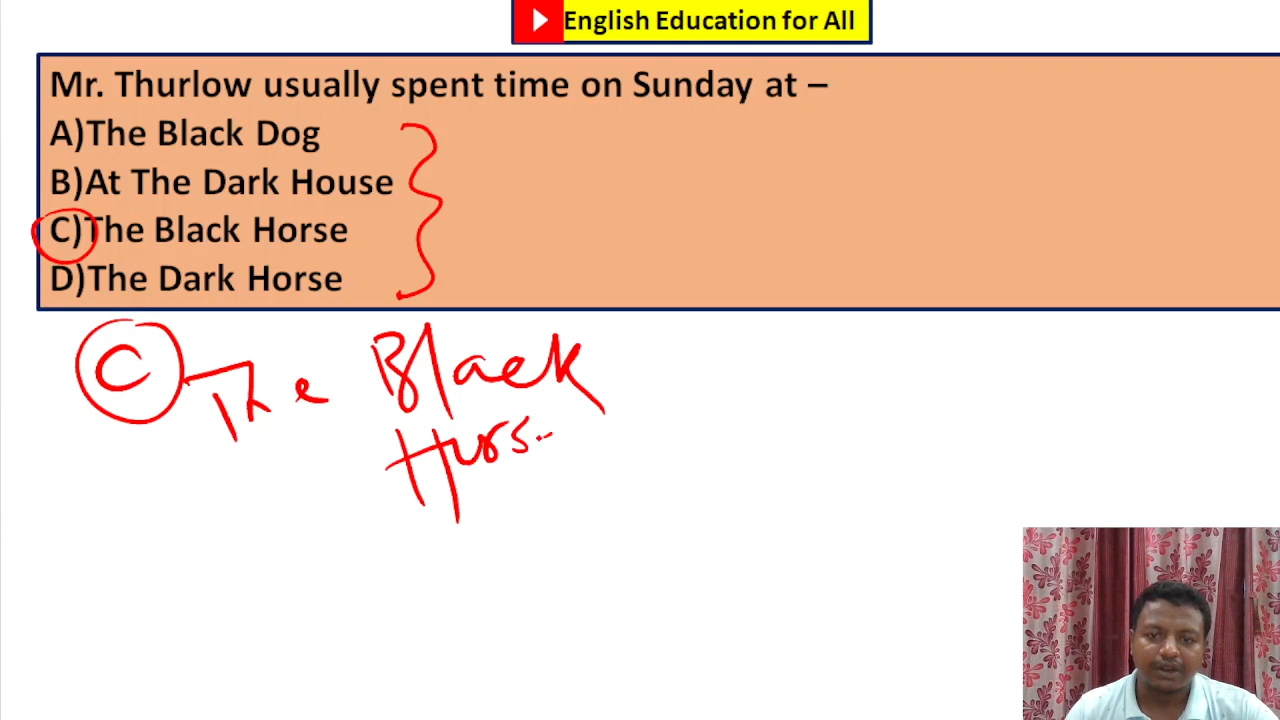 English Education for All
Mr. Thurlow usually spent time on Sunday at –
A)The Black Dog
B)At The Dark House
C)The Black Horse
D)The Dark Horse
C The Black
Hors